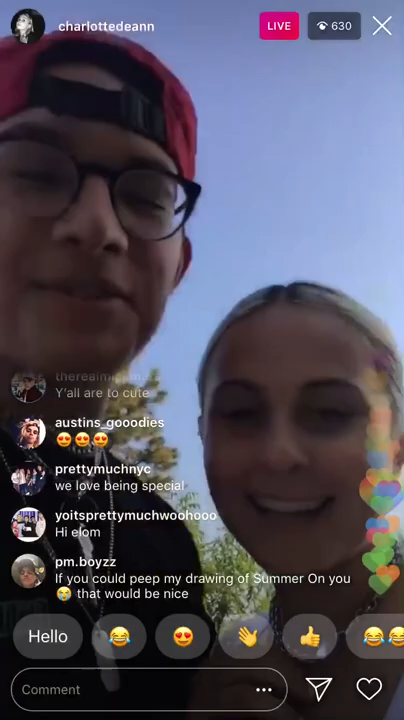 charlottedeann
LIVE
630
Y'all are to cute
austins_gooodies
prettymuchnyc
we love being special
yoitsprettymuchwoohooo
Hi elom
pm.boyzz
If you could peep my drawing of Summer On you
😭 that would be nice
Hello
Comment